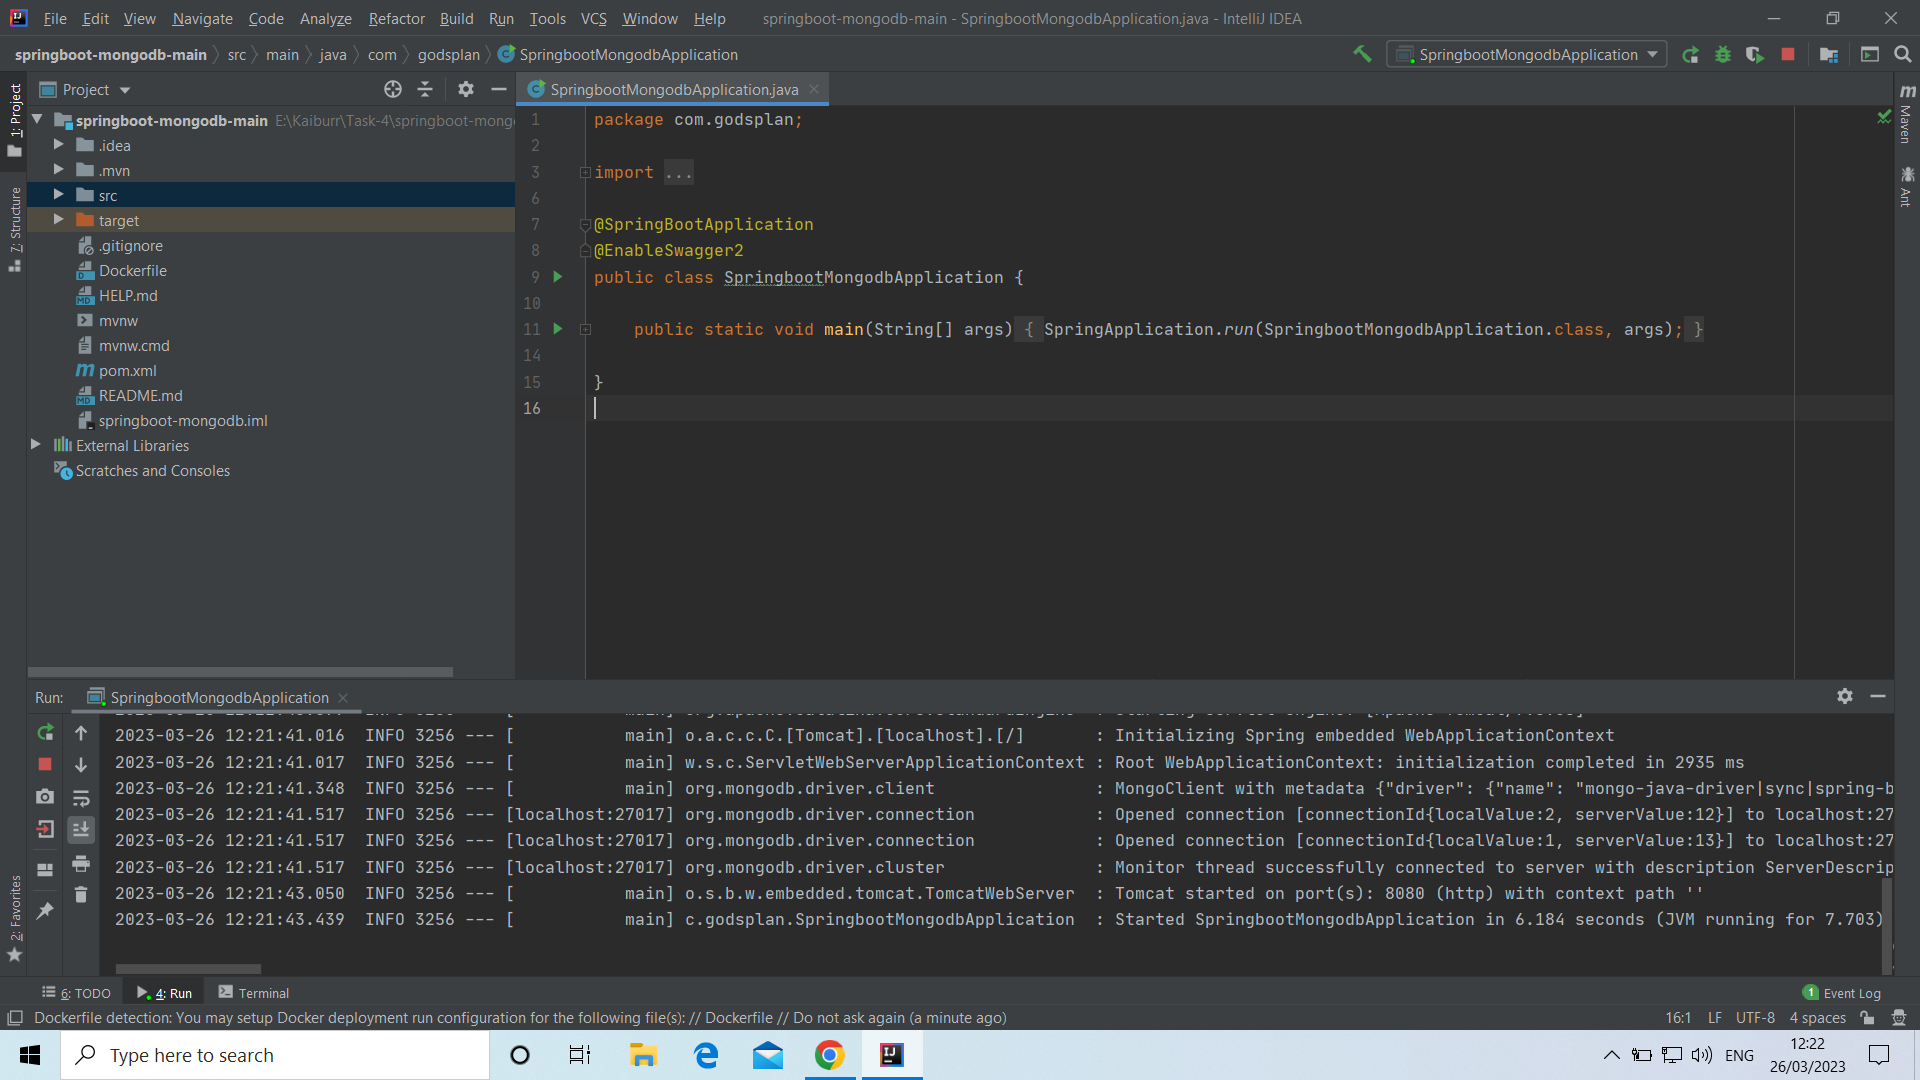 File Edit View Navigate Code Analyze Refactor Build Run Tools VCS Window Help springboot-mongodb-main - SpringbootMongodbApplication.java - IntelliJ IDEA
springboot-mongodb-main src main java com godsplan SpringbootMongodbApplication SpringbootMongodbApplication
Project SpringbootMongodbApplication.java
1: Project
7: Structure
2: Favorites
Maven
Ant
springboot-mongodb-main E:\Kaiburr\Task-4\springboot-mong
.idea
.mvn
src
target
.gitignore
Dockerfile
HELP.md
mvnw
mvnw.cmd
pom.xml
README.md
springboot-mongodb.iml
External Libraries
Scratches and Consoles
1 package com.godsplan;
2
3 import ...
6
7 @SpringBootApplication
8 @EnableSwagger2
9 public class SpringbootMongodbApplication {
10
11 public static void main(String[] args) { SpringApplication.run(SpringbootMongodbApplication.class, args); }
14
15 }
16
Run: SpringbootMongodbApplication
2023-03-26 12:21:41.016 INFO 3256 --- [ main] o.a.c.c.C.[Tomcat].[localhost].[/] : Initializing Spring embedded WebApplicationContext
2023-03-26 12:21:41.017 INFO 3256 --- [ main] w.s.c.ServletWebServerApplicationContext : Root WebApplicationContext: initialization completed in 2935 ms
2023-03-26 12:21:41.348 INFO 3256 --- [ main] org.mongodb.driver.client : MongoClient with metadata {"driver": {"name": "mongo-java-driver|sync|spring-b
2023-03-26 12:21:41.517 INFO 3256 --- [localhost:27017] org.mongodb.driver.connection : Opened connection [connectionId{localValue:2, serverValue:12}] to localhost:27
2023-03-26 12:21:41.517 INFO 3256 --- [localhost:27017] org.mongodb.driver.connection : Opened connection [connectionId{localValue:1, serverValue:13}] to localhost:27
2023-03-26 12:21:41.517 INFO 3256 --- [localhost:27017] org.mongodb.driver.cluster : Monitor thread successfully connected to server with description ServerDescrip
2023-03-26 12:21:43.050 INFO 3256 --- [ main] o.s.b.w.embedded.tomcat.TomcatWebServer : Tomcat started on port(s): 8080 (http) with context path ''
2023-03-26 12:21:43.439 INFO 3256 --- [ main] c.godsplan.SpringbootMongodbApplication : Started SpringbootMongodbApplication in 6.184 seconds (JVM running for 7.703)
6: TODO 4: Run Terminal 1 Event Log
Dockerfile detection: You may setup Docker deployment run configuration for the following file(s): // Dockerfile // Do not ask again (a minute ago) 16:1 LF UTF-8 4 spaces
Type here to search ENG 12:22
26/03/2023